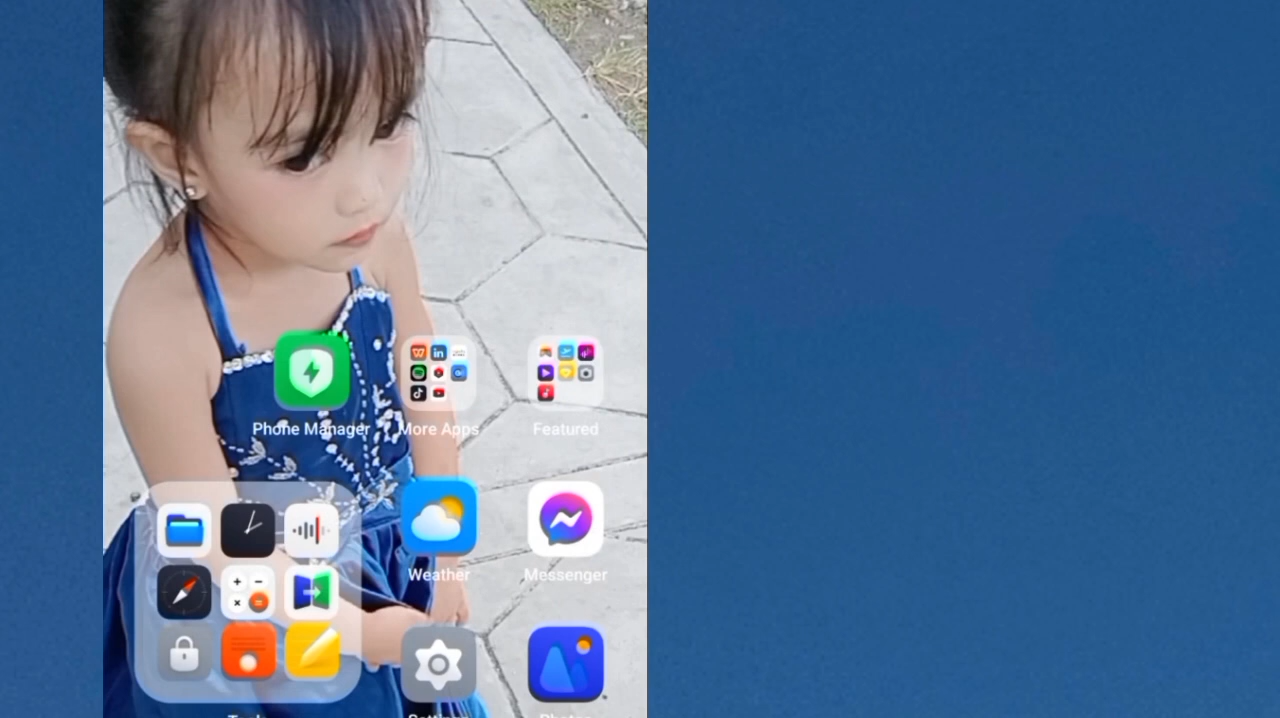 Phone Manager
More Apps
Featured
Weather
Messenger